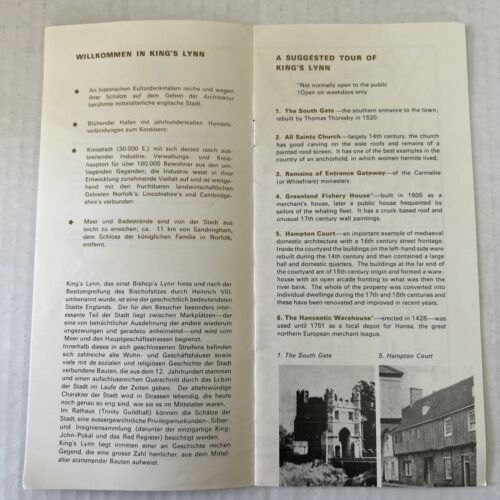 WILLKOMMEN IN KING'S LYNN
★ An historischen Kulturdenkmälern reiche und wegen
ihrer Schätze auf dem Gebiet der Architektur
berühmte mittelalterliche englische Stadt.
★ Blühender Hafen mit jahrhundertealten Handels-
verbindungen zum Kontinent:
★ Kreisstadt (30.000 E.) mit sich derzeit rasch aus-
breitender Industrie; Verwaltungs- und Kreis-
hauptort für über 160.000 Bewohner aus den um-
liegenden Gegenden; die Industrie weist in ihrer
Entwicklung zunehmende Vielfalt auf und ist weitge-
hend mit den fruchtbaren landwirtschaftlichen
Gebieten Norfolk's, Lincolnshire's und Cambridge-
shire's verbunden:
★ Meer und Badestrände sind von der Stadt aus
leicht zu erreichen; ca. 11 km von Sandringham,
dem Schloss der königlichen Familie in Norfolk,
entfernt.
King's Lynn, das einst Bishop's Lynn hiess und nach der
Besitzergreifung des Bischofsitzes durch Heinrich VIII.
umbenannt wurde, ist eine der geschichtlich bedeutendsten
Städte Englands. Der für den Besucher besonders inter-
essante Teil der Stadt liegt zwischen Marktplätzen—der
eine von beträchtlicher Ausdehnung der andere wiederum
ungezwungen und geradezu anheimelnd—und wird vom
Meer und den Hauptgeschäftsstrassen begrenzt.
Innerhalb dieses in sich geschlossenen Streifens befinden
sich zahlreiche alte Wohn- und Geschäftshäuser sowie
viele mit der sozialen und religiösen Geschichte der Stadt
verbundene Bauten, die aus dem 12. Jahrhundert stammen
und einen aufschlusreichen Querschnitt durch das Leben
der Stadt im Laufe der Zeiten geben. Der altehrwürdige
Charakter der Stadt wird in Strassen lebendig, die heute
noch genau so eng sind, wie sie es im Mittelalter waren.
Im Rathaus (Trinity Guildhall) können die Schätze der
Stadt, eine aussergewöhnliche Privilegienurkunden-, Silber-,
und Insigniensammlung (darunter der einzigartige King-
John-Pokal und das Red Register) besichtigt werden.
King's Lynn liegt inmitten einer an Geschichte reichen
Gegend, die eine grosse Zahl herrlicher, aus dem Mittel-
alter stammender Bauten aufweist.
A SUGGESTED TOUR OF
KING'S LYNN
*Not normally open to the public
†Open on weekdays only
1. The South Gate—the southern entrance to the town,
rebuilt by Thomas Thoresby in 1520.
2. All Saints Church—largely 14th century, the church
has good carving on the aisle roofs and remains of a
painted rood screen. It has one of the best examples in the
country of an anchorhold, in which women hermits lived.
3. Remains of Entrance Gateway—of the Carmelite
(or Whitefriars) monastery.
4. Greenland Fishery House*—built in 1605 as a
merchant's house, later a public house frequented by
sailors of the whaling fleet. It has a cruck-based roof and
unusual 17th century wall paintings.
5. Hampton Court—an important example of mediaeval
domestic architecture with a 16th century street frontage.
Inside the courtyard the buildings on the left-hand side were
rebuilt during the 14th century and then contained a large
hall and domestic quarters. The buildings at the far end of
the courtyard are of 15th century origin and formed a ware-
house with an open arcade fronting to what was then the
river bank. The whole of the property was converted into
individual dwellings during the 17th and 18th centuries and
these have been renovated and improved in recent years.
6. The Hanseatic Warehouse*—erected in 1428—was
used until 1751 as a local depot for Hansa, the great
northern European merchant league.
1. The South Gate
5. Hampton Court